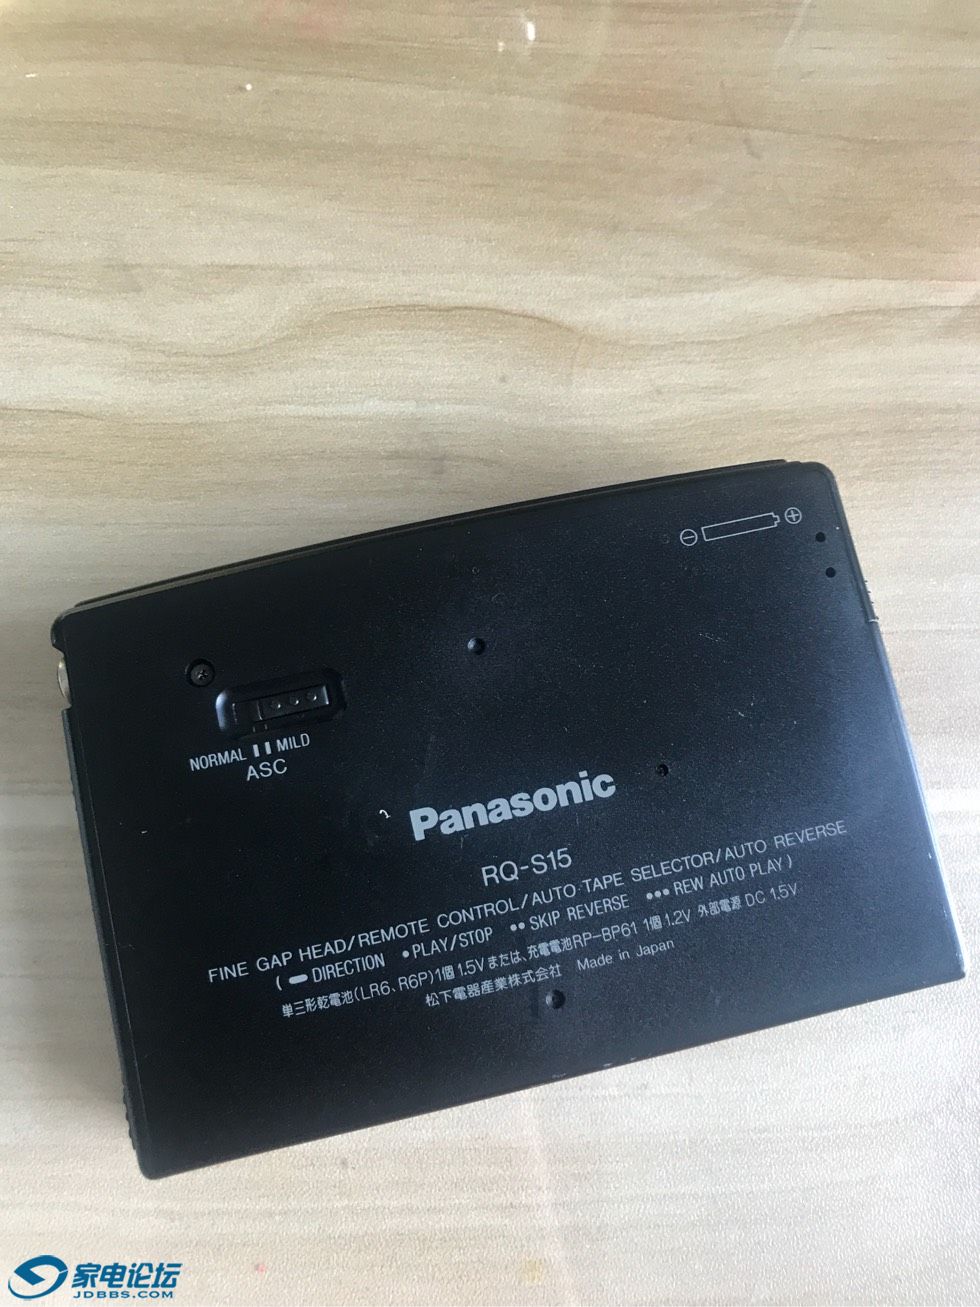 ⊖ ⊕
NORMAL MILD
ASC
Panasonic
RQ-S15
FINE GAP HEAD/REMOTE CONTROL/AUTO TAPE SELECTOR/AUTO REVERSE
( ━ DIRECTION •PLAY/STOP ••SKIP REVERSE •••REW AUTO PLAY )
単三形乾電池(LR6、R6P)1個 1.5V または、充電電池RP-BP61 1個 1.2V 外部電源 DC 1.5V
松下電器産業株式会社 Made in Japan
家电论坛
JDBBS.COM